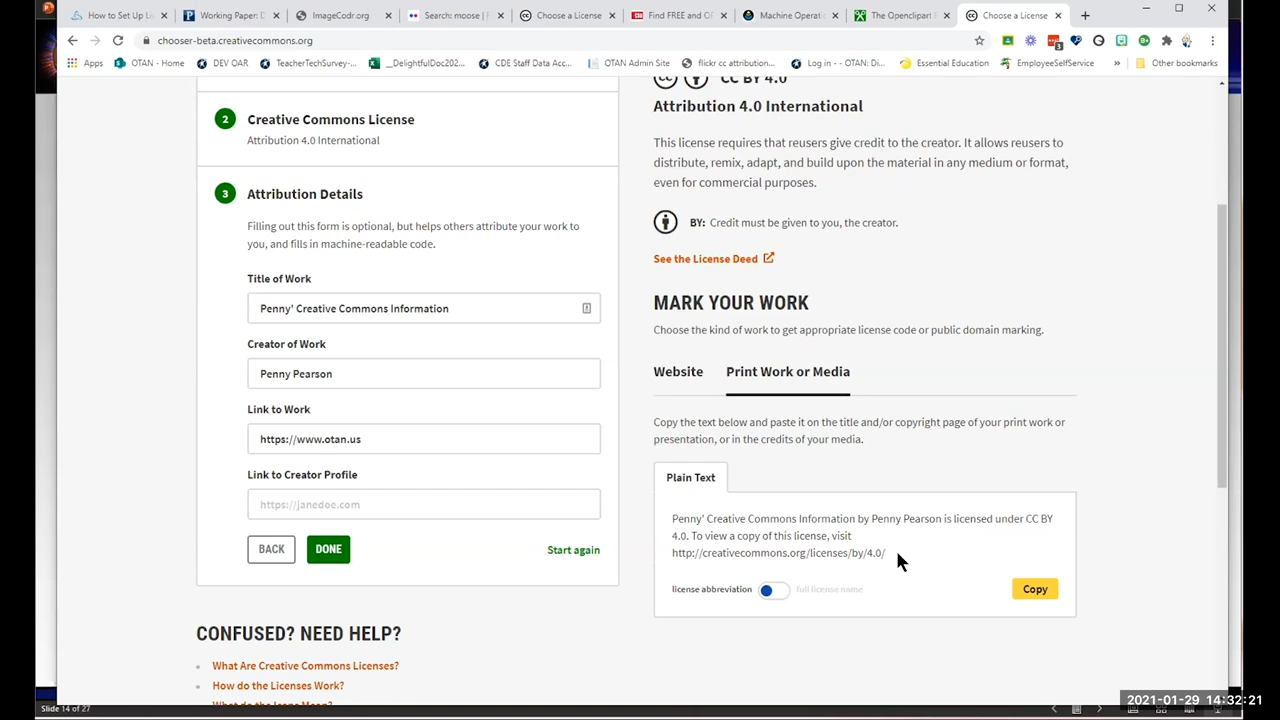 How to Set Up Li
Working Paper: D
ImageCodr.org
Search: moose |
Choose a License
Find FREE and OF
Machine Operation
The Openclipart
Choose a License
chooser-beta.creativecommons.org
Apps
OTAN - Home
DEV OAR
TeacherTechSurvey-...
_DelightfulDoc202...
CDE Staff Data Acc...
OTAN Admin Site
flickr cc attributio...
Log in - - OTAN: Di...
Essential Education
EmployeeSelfService
»
Other bookmarks
CC BY 4.0
2 Creative Commons License
Attribution 4.0 International
3 Attribution Details
Filling out this form is optional, but helps others attribute your work to
you, and fills in machine-readable code.
Title of Work
Penny' Creative Commons Information
Creator of Work
Penny Pearson
Link to Work
https://www.otan.us
Link to Creator Profile
https://janedoe.com
BACK DONE Start again
CONFUSED? NEED HELP?
What Are Creative Commons Licenses?
How do the Licenses Work?
What do the Icons Mean?
Attribution 4.0 International
This license requires that reusers give credit to the creator. It allows reusers to
distribute, remix, adapt, and build upon the material in any medium or format,
even for commercial purposes.
BY: Credit must be given to you, the creator.
See the License Deed
MARK YOUR WORK
Choose the kind of work to get appropriate license code or public domain marking.
Website Print Work or Media
Copy the text below and paste it on the title and/or copyright page of your print work or
presentation, or in the credits of your media.
Plain Text
Penny' Creative Commons Information by Penny Pearson is licensed under CC BY
4.0. To view a copy of this license, visit
http://creativecommons.org/licenses/by/4.0/
license abbreviation full license name
Copy
Slide 14 of 27
2021-01-29 14:32:21